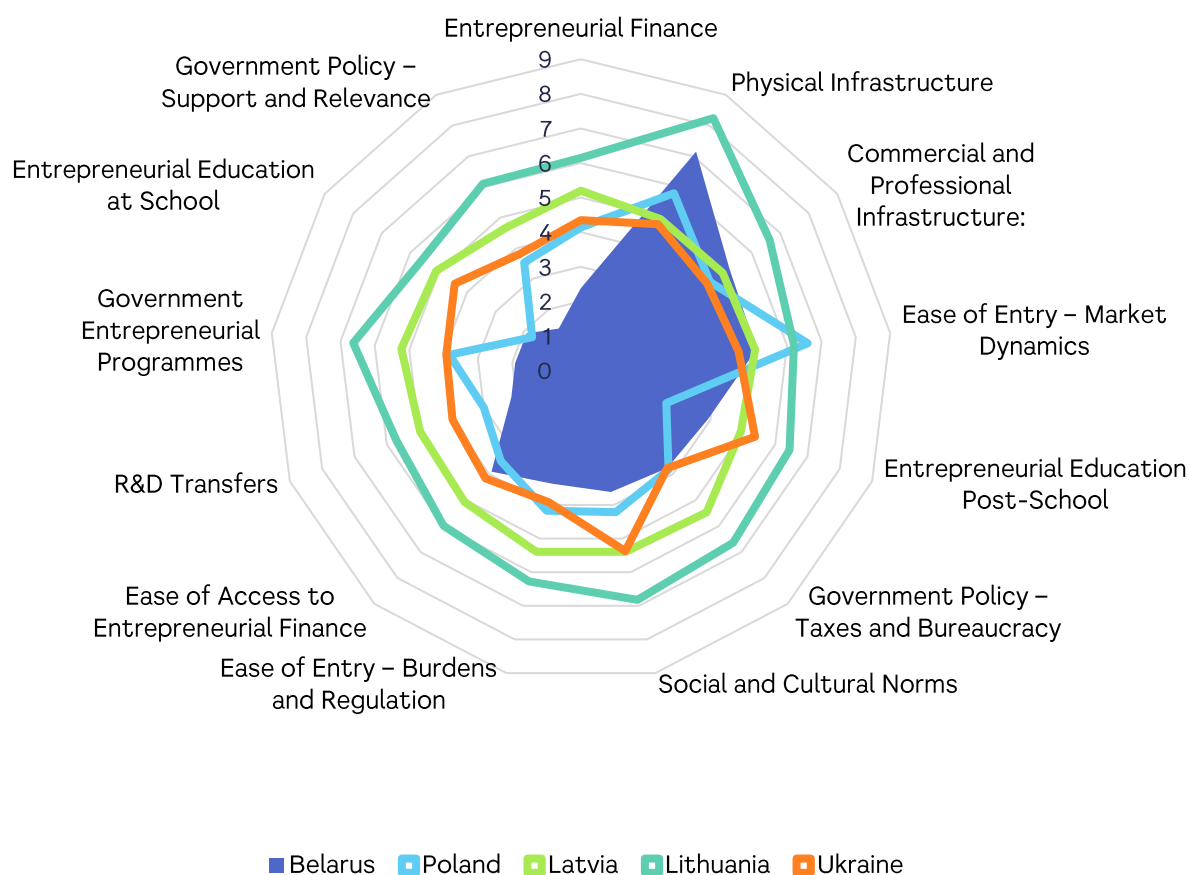 Entrepreneurial Finance
9
8
7
6
5
4
3
2
1
0
Physical Infrastructure
Commercial and
Professional
Infrastructure:
Ease of Entry – Market
Dynamics
Entrepreneurial Education
Post-School
Government Policy –
Taxes and Bureaucracy
Social and Cultural Norms
Ease of Entry – Burdens
and Regulation
Ease of Access to
Entrepreneurial Finance
R&D Transfers
Government
Entrepreneurial
Programmes
Entrepreneurial Education
at School
Government Policy –
Support and Relevance
Belarus
Poland
Latvia
Lithuania
Ukraine